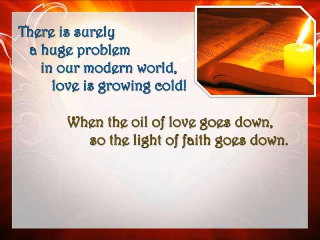 There is surely
a huge problem
in our modern world,
love is growing cold!
When the oil of love goes down,
so the light of faith goes down.